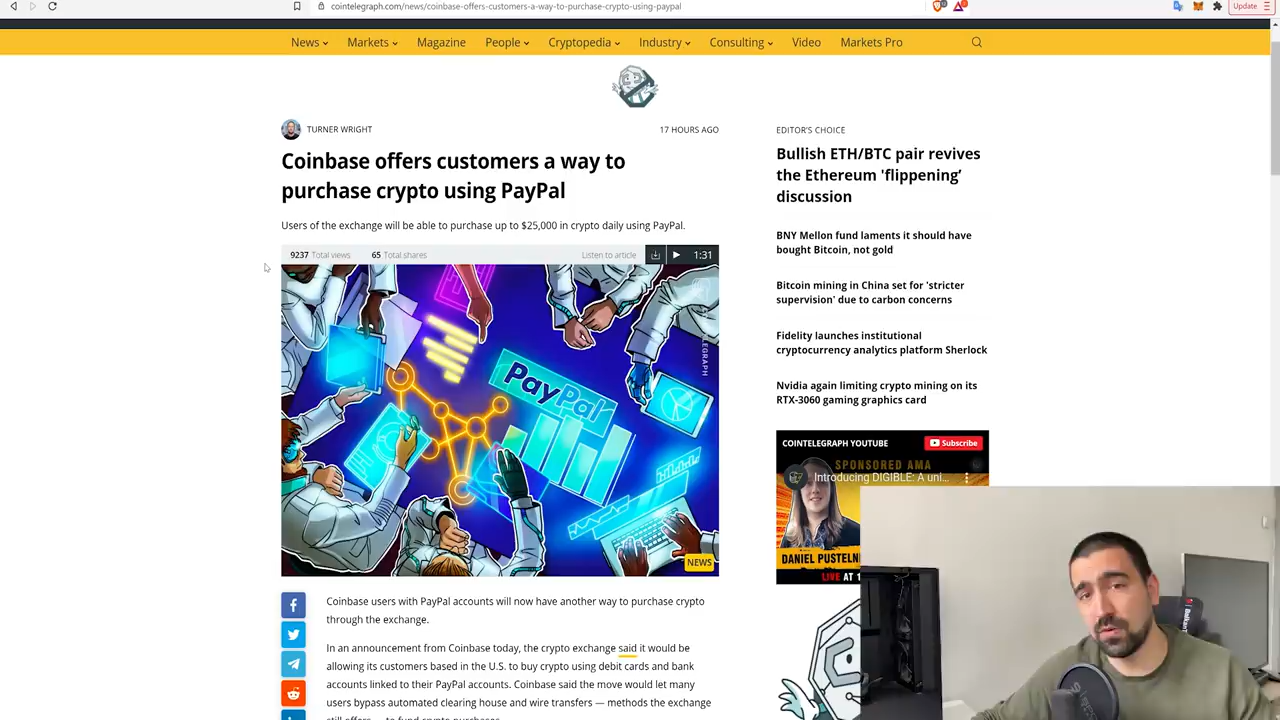 cointelegraph.com/news/coinbase-offers-customers-a-way-to-purchase-crypto-using-paypal
Update
News
Markets
Magazine
People
Cryptopedia
Industry
Consulting
Video
Markets Pro
TURNER WRIGHT
17 HOURS AGO
Coinbase offers customers a way to
purchase crypto using PayPal
Users of the exchange will be able to purchase up to $25,000 in crypto daily using PayPal.
9237 Total views
65 Total shares
Listen to article
1:31
PayPal
NEWS
Coinbase users with PayPal accounts will now have another way to purchase crypto
through the exchange.
In an announcement from Coinbase today, the crypto exchange said it would be
allowing its customers based in the U.S. to buy crypto using debit cards and bank
accounts linked to their PayPal accounts. Coinbase said the move would let many
users bypass automated clearing house and wire transfers — methods the exchange
still offers — to fund crypto purchases.
EDITOR'S CHOICE
Bullish ETH/BTC pair revives
the Ethereum 'flippening’
discussion
BNY Mellon fund laments it should have
bought Bitcoin, not gold
Bitcoin mining in China set for 'stricter
supervision' due to carbon concerns
Fidelity launches institutional
cryptocurrency analytics platform Sherlock
Nvidia again limiting crypto mining on its
RTX-3060 gaming graphics card
COINTELEGRAPH YOUTUBE
Subscribe
SPONSORED AMA
Introducing DIGIBLE: A uni...
DANIEL PUSTELN
LIVE AT 1